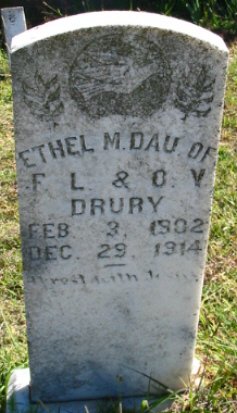 ETHEL M. DAU OF
F. L. & O. V.
DRURY
FEB. 3, 1902
DEC. 29, 1914